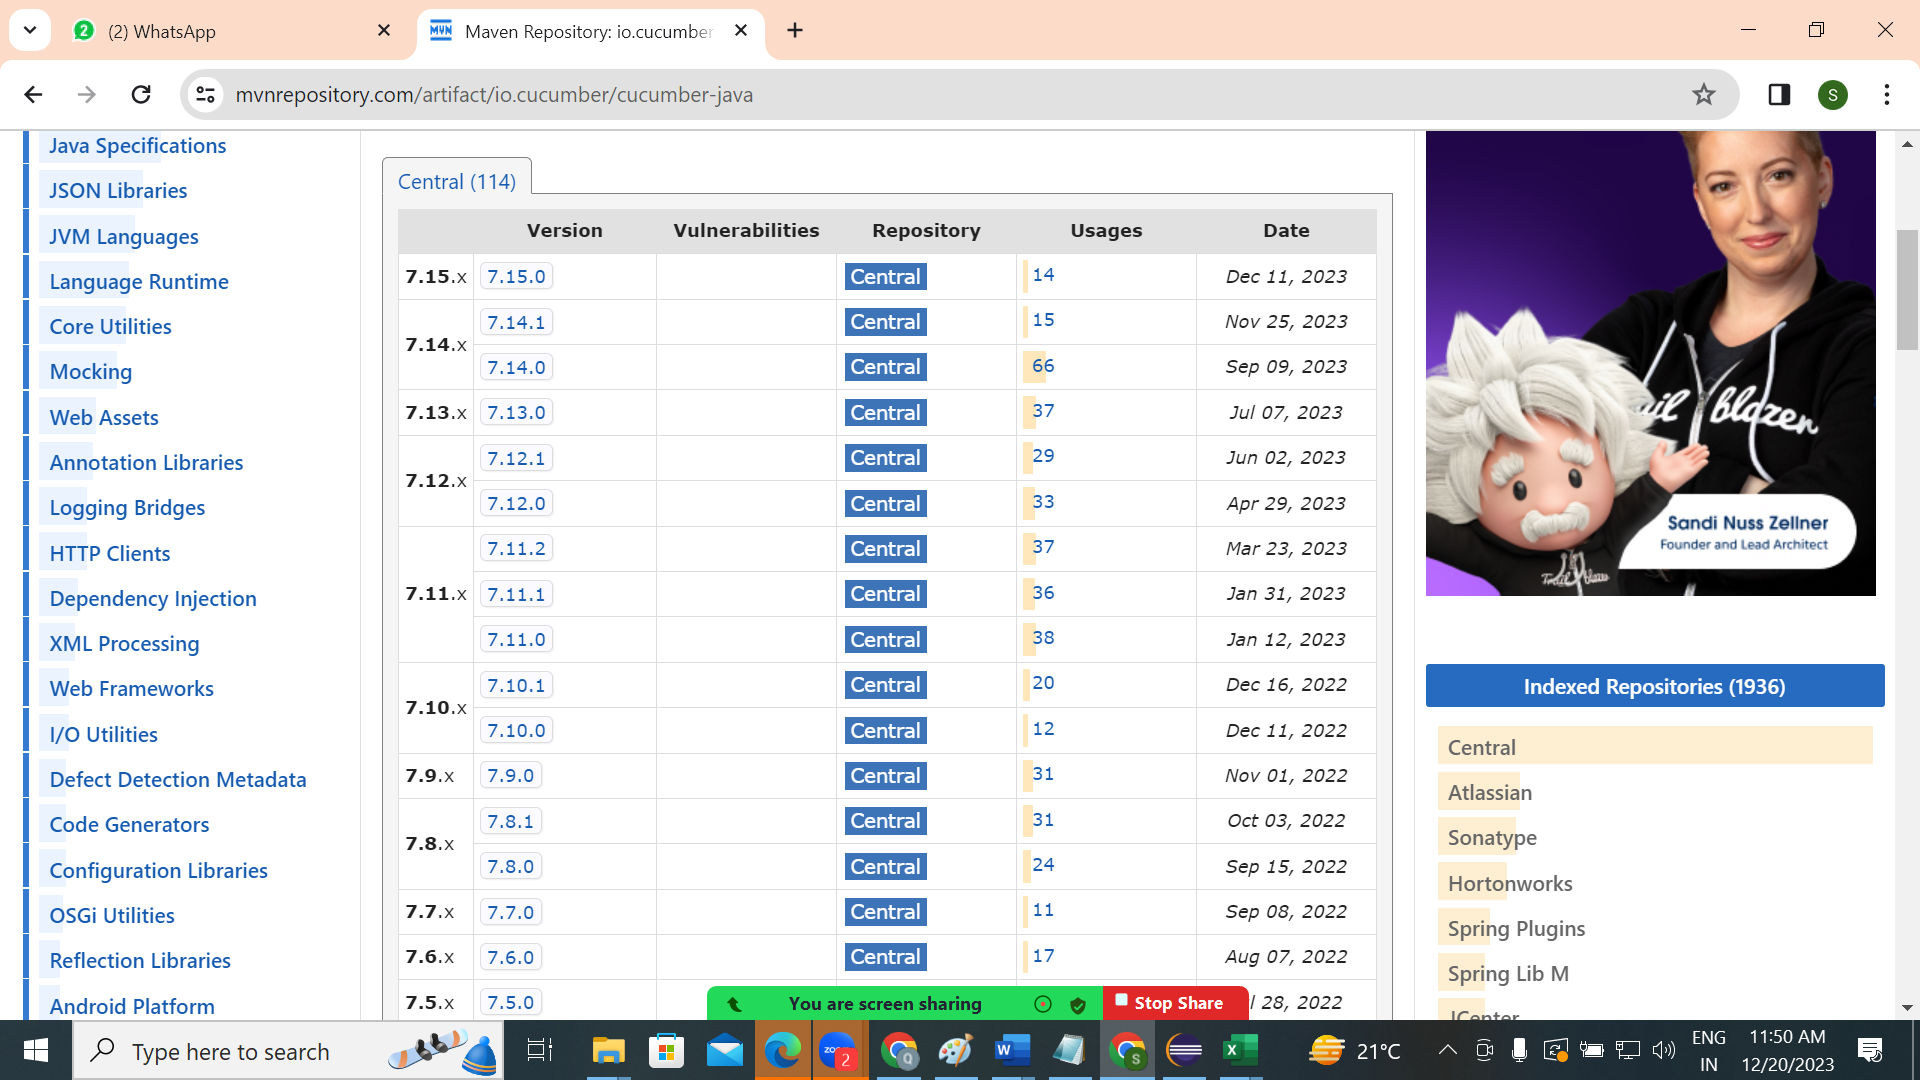 2
(2) WhatsApp
MVN
Maven Repository: io.cucumber
mvnrepository.com/artifact/io.cucumber/cucumber-java
S
Java Specifications
JSON Libraries
JVM Languages
Language Runtime
Core Utilities
Mocking
Web Assets
Annotation Libraries
Logging Bridges
HTTP Clients
Dependency Injection
XML Processing
Web Frameworks
I/O Utilities
Defect Detection Metadata
Code Generators
Configuration Libraries
OSGi Utilities
Reflection Libraries
Android Platform
Central (114)
Version Vulnerabilities Repository Usages Date
7.15.x 7.15.0 Central 14 Dec 11, 2023
7.14.x 7.14.1 Central 15 Nov 25, 2023
7.14.0 Central 66 Sep 09, 2023
7.13.x 7.13.0 Central 37 Jul 07, 2023
7.12.x 7.12.1 Central 29 Jun 02, 2023
7.12.0 Central 33 Apr 29, 2023
7.11.x 7.11.2 Central 37 Mar 23, 2023
7.11.1 Central 36 Jan 31, 2023
7.11.0 Central 38 Jan 12, 2023
7.10.x 7.10.1 Central 20 Dec 16, 2022
7.10.0 Central 12 Dec 11, 2022
7.9.x 7.9.0 Central 31 Nov 01, 2022
7.8.x 7.8.1 Central 31 Oct 03, 2022
7.8.0 Central 24 Sep 15, 2022
7.7.x 7.7.0 Central 11 Sep 08, 2022
7.6.x 7.6.0 Central 17 Aug 07, 2022
7.5.x 7.5.0 l 28, 2022
blazer
Sandi Nuss Zellner
Founder and Lead Architect
Indexed Repositories (1936)
Central
Atlassian
Sonatype
Hortonworks
Spring Plugins
Spring Lib M
JCenter
You are screen sharing
Stop Share
Type here to search
zoom
2
Q
W
S
X
21°C
ENG
IN
11:50 AM
12/20/2023